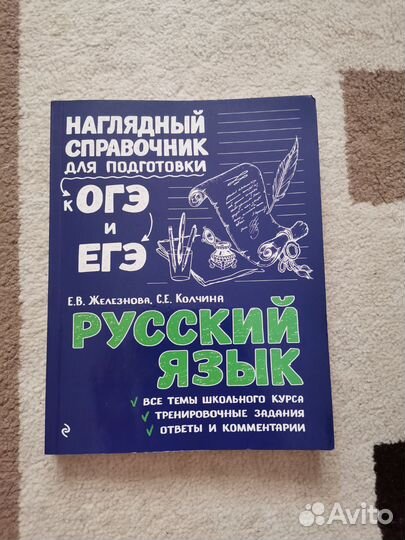 НАГЛЯДНЫЙ
СПРАВОЧНИК
ДЛЯ ПОДГОТОВКИ
К ОГЭ
И
ЕГЭ
Е.В. ЖЕЛЕЗНОВА, С.Е. КОЛЧИНА
РУССКИЙ
ЯЗЫК
ВСЕ ТЕМЫ ШКОЛЬНОГО КУРСА
ТРЕНИРОВОЧНЫЕ ЗАДАНИЯ
ОТВЕТЫ И КОММЕНТАРИИ
Avito